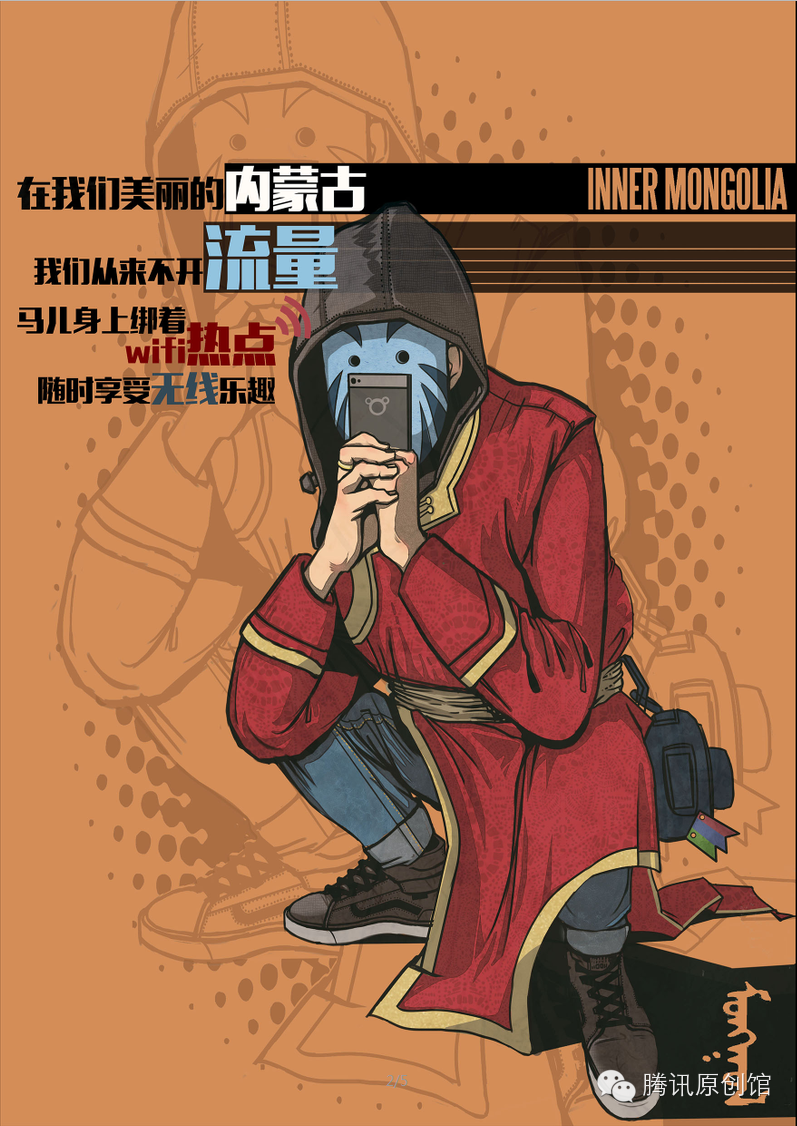 在我们美丽的内蒙古
INNER MONGOLIA
我们从来不开流量
马儿身上绑着
wifi热点
随时享受无线乐趣
腾讯原创馆